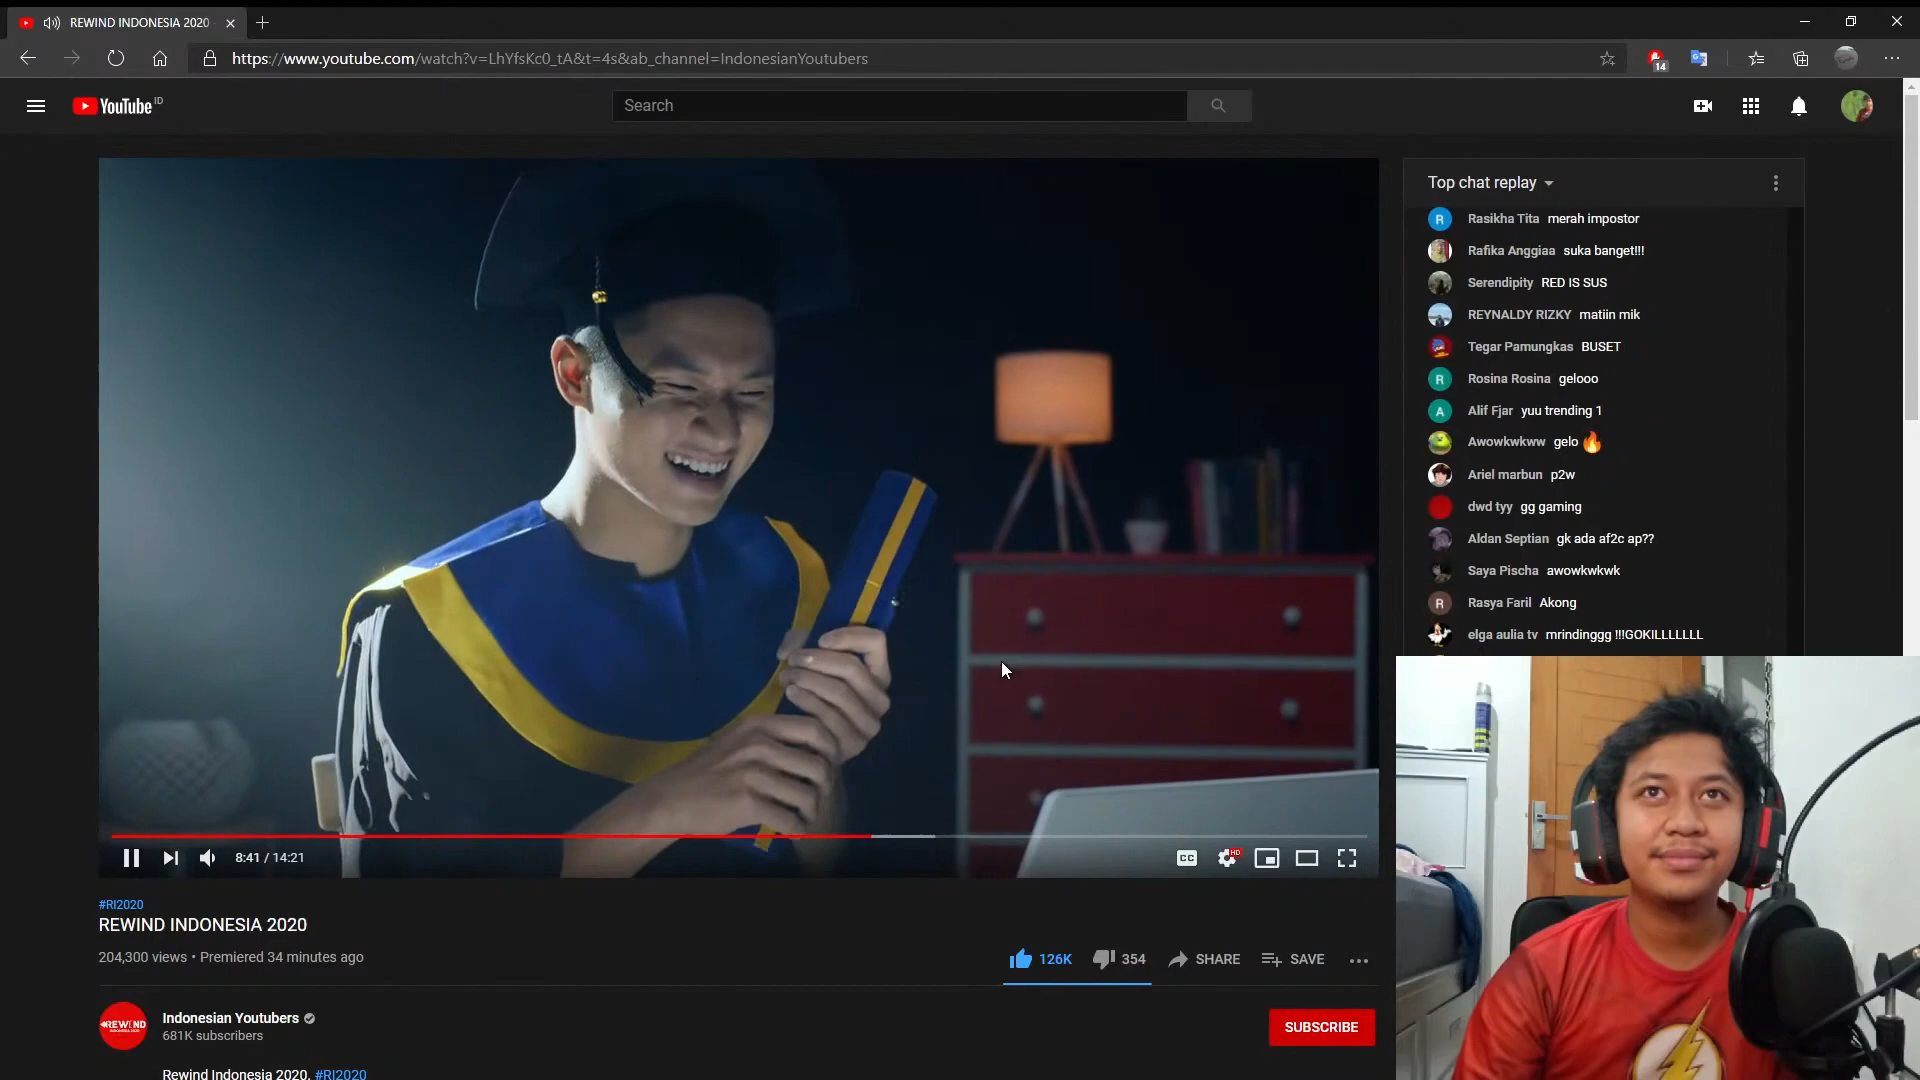 REWIND INDONESIA 2020
https://www.youtube.com/watch?v=LhYfsKc0_tA&t=4s&ab_channel=IndonesianYoutubers
14
YouTube ID
Search
Top chat replay
R Rasikha Tita merah impostor
Rafika Anggiaa suka banget!!!
Serendipity RED IS SUS
REYNALDY RIZKY matiin mik
Tegar Pamungkas BUSET
R Rosina Rosina gelooo
A Alif Fjar yuu trending 1
Awowkwkww gelo 🔥
Ariel marbun p2w
dwd tyy gg gaming
Aldan Septian gk ada af2c ap??
Saya Pischa awowkwkwk
R Rasya Faril Akong
elga aulia tv mrindinggg !!!GOKILLLLLLL
8:41 / 14:21
CC
HD
#RI2020
REWIND INDONESIA 2020
204,300 views • Premiered 34 minutes ago
126K 354 SHARE SAVE
REWIND
Indonesian Youtubers
681K subscribers
SUBSCRIBE
Rewind Indonesia 2020. #RI2020